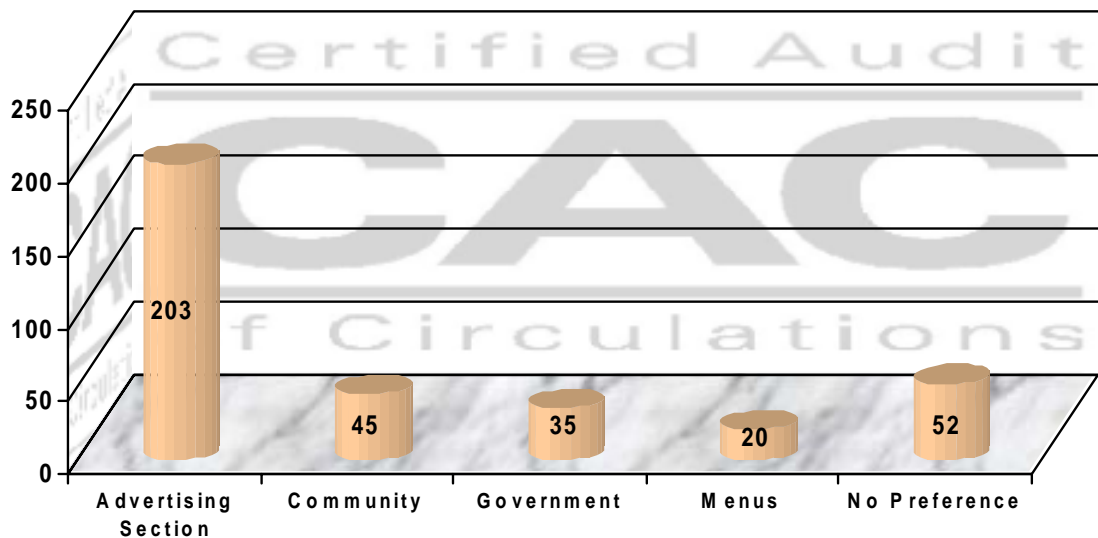 Certified Audit
CAC
of Circulations
250
200
150
100
50
0
203
45
35
20
52
Advertising
Section
Community
Government
Menus
No Preference